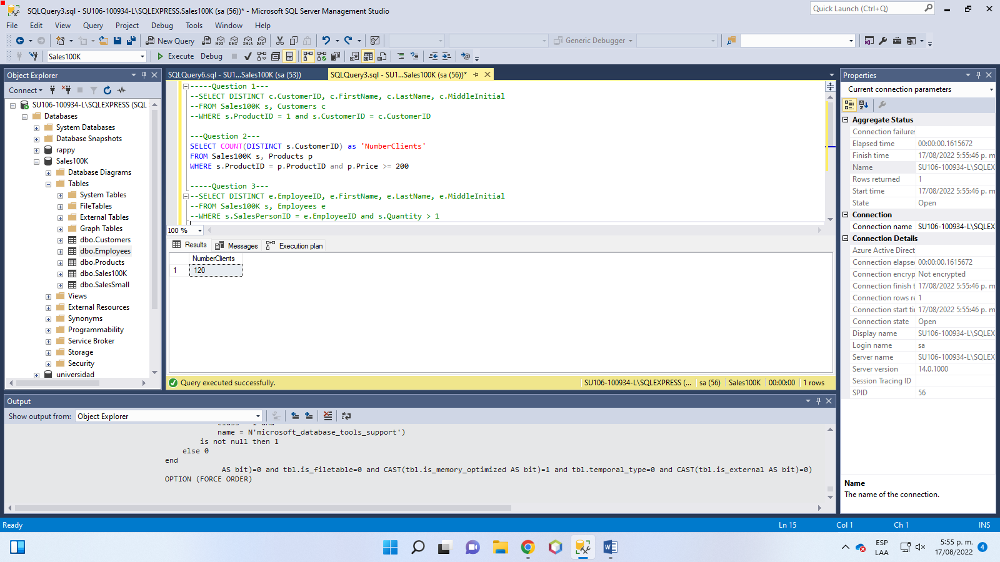 SQLQuery3.sql - SU106-100934-L\SQLEXPRESS.Sales100K (sa (56))* - Microsoft SQL Server Management Studio
Quick Launch (Ctrl+Q)
File Edit View Query Project Debug Tools Window Help
New Query
MDX DMX XMLA DAX
Generic Debugger
Sales100K
Execute Debug
Object Explorer
Connect
SU106-100934-L\SQLEXPRESS (SQL
Databases
System Databases
Database Snapshots
rappy
Sales100K
Database Diagrams
Tables
System Tables
FileTables
External Tables
Graph Tables
dbo.Customers
dbo.Employees
dbo.Products
dbo.Sales100K
dbo.SalesSmall
Views
External Resources
Synonyms
Programmability
Service Broker
Storage
Security
universidad
SQLQuery6.sql - SU1...Sales100K (sa (53))
SQLQuery3.sql - SU1...Sales100K (sa (56))*
-----Question 1---
--SELECT DISTINCT c.CustomerID, c.FirstName, c.LastName, c.MiddleInitial
--FROM Sales100K s, Customers c
--WHERE s.ProductID = 1 and s.CustomerID = c.CustomerID
---Question 2---
SELECT COUNT(DISTINCT s.CustomerID) as 'NumberClients'
FROM Sales100K s, Products p
WHERE s.ProductID = p.ProductID and p.Price >= 200
-----Question 3---
--SELECT DISTINCT e.EmployeeID, e.FirstName, e.LastName, e.MiddleInitial
--FROM Sales100K s, Employees e
--WHERE s.SalesPersonID = e.EmployeeID and s.Quantity > 1
100 %
Results Messages Execution plan
NumberClients
1 120
Query executed successfully.
SU106-100934-L\SQLEXPRESS (... sa (56) Sales100K 00:00:00 1 rows
Properties
Current connection parameters
Aggregate Status
Connection failures
Elapsed time 00:00:00.1615672
Finish time 17/08/2022 5:55:46 p. m
Name SU106-100934-L\SQLEX
Rows returned 1
Start time 17/08/2022 5:55:46 p. m
State Open
Connection
Connection name SU106-100934-L\SQLEX
Connection Details
Azure Active Direct
Connection elapse 00:00:00.1615672
Connection encryp Not encrypted
Connection finish t 17/08/2022 5:55:46 p. m
Connection rows re 1
Connection start ti 17/08/2022 5:55:46 p. m
Connection state Open
Display name SU106-100934-L\SQLEX
Login name sa
Server name SU106-100934-L\SQLEX
Server version 14.0.1000
Session Tracing ID
SPID 56
Name
The name of the connection.
Output
Show output from: Object Explorer
name = N'microsoft_database_tools_support')
is not null then 1
else 0
end
AS bit)=0 and tbl.is_filetable=0 and CAST(tbl.is_memory_optimized AS bit)=1 and tbl.temporal_type=0 and CAST(tbl.is_external AS bit)=0)
OPTION (FORCE ORDER)
Ready Ln 15 Col 1 Ch 1 INS
ESP
LAA
5:55 p. m.
17/08/2022
4